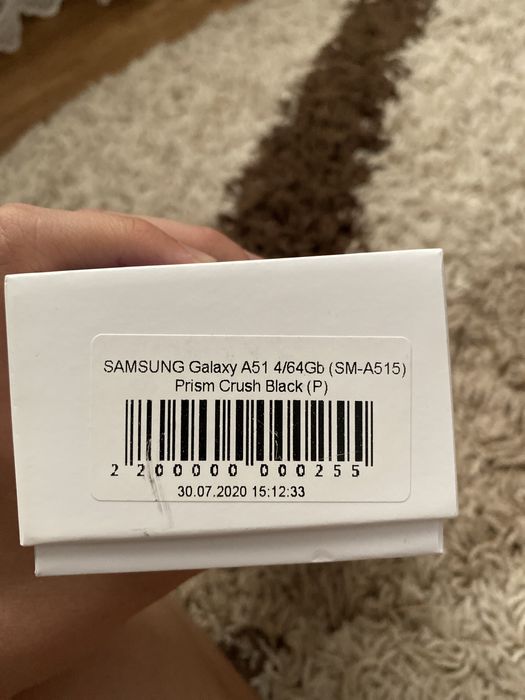 SAMSUNG Galaxy A51 4/64Gb (SM-A515)
Prism Crush Black (P)
2 200000 000255
30.07.2020 15:12:33